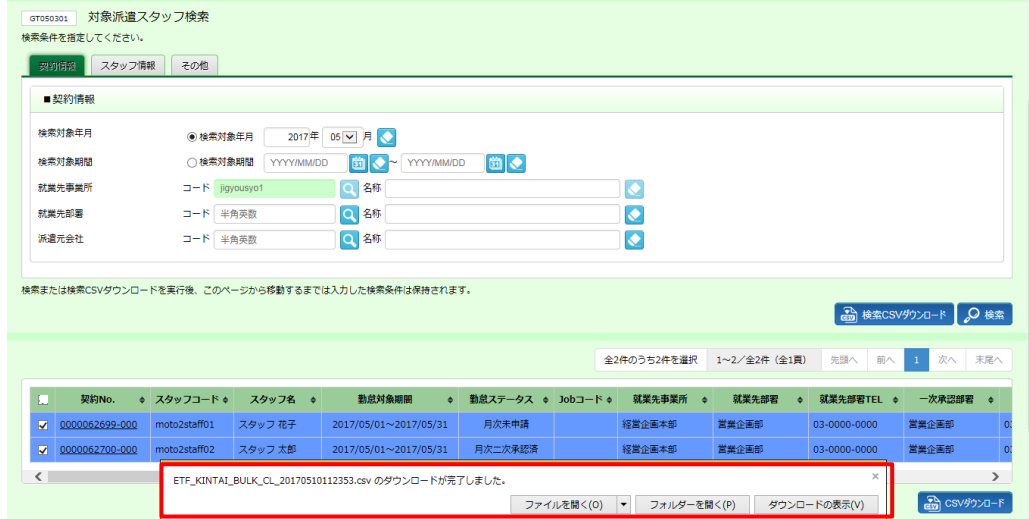 GT050301 対象派遣スタッフ検索
検索条件を指定してください。
契約情報 スタッフ情報 その他
■契約情報
検索対象年月 検索対象年月 2017 年 05 月
検索対象期間 検索対象期間 YYYY/MM/DD 31 ～ YYYY/MM/DD 31
就業先事業所 コード jigyousyo1 名称
就業先部署 コード 半角英数 名称
派遣元会社 コード 半角英数 名称
検索または検索CSVダウンロードを実行後、このページから移動するまでは入力した検索条件は保持されます。
CSV 検索CSVダウンロード 検索
全2件のうち2件を選択 1～2／全2件（全1頁） 先頭へ 前へ 1 次へ 末尾へ
契約No. スタッフコード スタッフ名 勤怠対象期間 勤怠ステータス Jobコード 就業先事業所 就業先部署 就業先部署TEL 一次承認部署
0000062699-000 moto2staff01 スタッフ 花子 2017/05/01～2017/05/31 月次未申請 経営企画本部 営業企画部 03-0000-0000 営業企画部
0000062700-000 moto2staff02 スタッフ 太郎 2017/05/01～2017/05/31 月次二次承認済 経営企画本部 営業企画部 03-0000-0000 営業企画部
ETF_KINTAI_BULK_CL_20170510112353.csv のダウンロードが完了しました。 ×
ファイルを開く(O) フォルダーを開く(P) ダウンロードの表示(V)
CSV CSVダウンロード